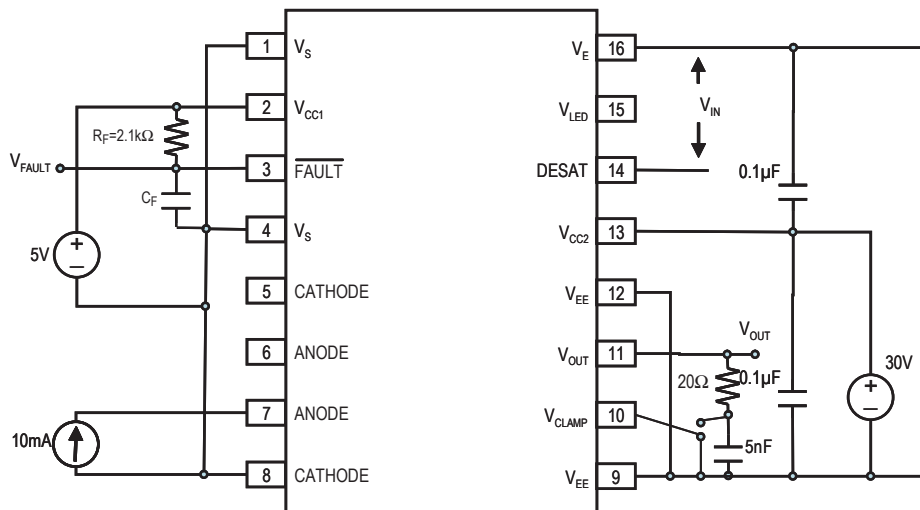 1 V_S
2 V_CC1
R_F=2.1kΩ
V_FAULT
3 FAULT
C_F
4 V_S
5V
+
–
5 CATHODE
6 ANODE
7 ANODE
10mA
8 CATHODE
V_E 16
V_LED 15
V_IN
DESAT 14
0.1µF
V_CC2 13
V_EE 12
V_OUT
V_OUT 11
20Ω
0.1µF
30V
+
–
V_CLAMP 10
5nF
V_EE 9